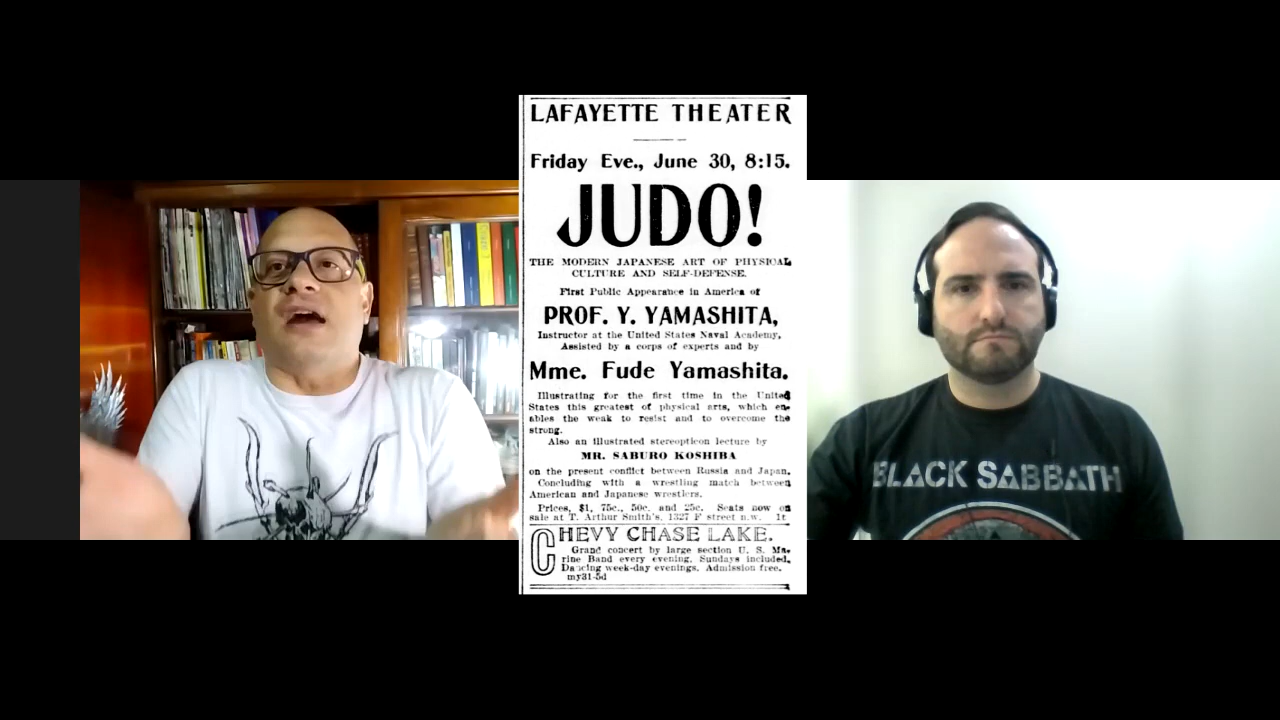 LAFAYETTE THEATER
Friday Eve., June 30, 8:15.
JUDO!
THE MODERN JAPANESE ART OF PHYSICAL
CULTURE AND SELF-DEFENSE.
First Public Appearance in America of
PROF. Y. YAMASHITA,
Instructor at the United States Naval Academy,
Assisted by a corps of experts and by
Mme. Fude Yamashita.
Illustrating for the first time in the United
States this greatest of physical arts, which en-
ables the weak to resist and to overcome the
strong.
Also an illustrated stereopticon lecture by
MR. SABURO KOSHIBA
on the present conflict between Russia and Japan.
Concluding with a wrestling match between
American and Japanese wrestlers.
Prices, $1, 75c., 50c. and 25c. Seats now on
sale at T. Arthur Smith's, 1327 F street n.w. 1t
CHEVY CHASE LAKE.
Grand concert by large section U. S. Ma-
rine Band every evening, Sundays included.
Dancing week-day evenings. Admission free.
my31-5d
BLACK SABBATH